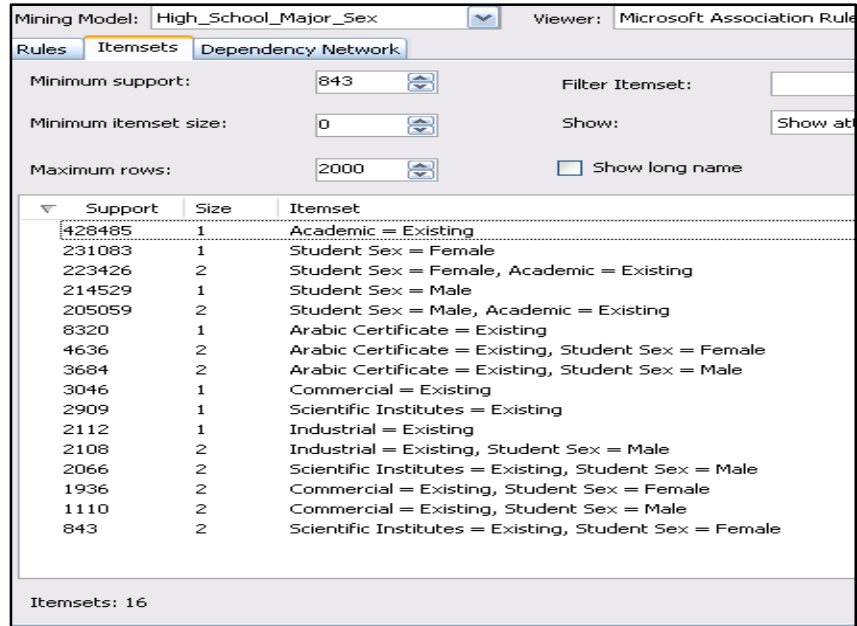 Mining Model: High_School_Major_Sex Viewer: Microsoft Association Rule
Rules Itemsets Dependency Network
Minimum support: 843 Filter Itemset:
Minimum itemset size: 0 Show: Show att
Maximum rows: 2000 Show long name
Support Size Itemset
428485 1 Academic = Existing
231083 1 Student Sex = Female
223426 2 Student Sex = Female, Academic = Existing
214529 1 Student Sex = Male
205059 2 Student Sex = Male, Academic = Existing
8320 1 Arabic Certificate = Existing
4636 2 Arabic Certificate = Existing, Student Sex = Female
3684 2 Arabic Certificate = Existing, Student Sex = Male
3046 1 Commercial = Existing
2909 1 Scientific Institutes = Existing
2112 1 Industrial = Existing
2108 2 Industrial = Existing, Student Sex = Male
2066 2 Scientific Institutes = Existing, Student Sex = Male
1936 2 Commercial = Existing, Student Sex = Female
1110 2 Commercial = Existing, Student Sex = Male
843 2 Scientific Institutes = Existing, Student Sex = Female
Itemsets: 16